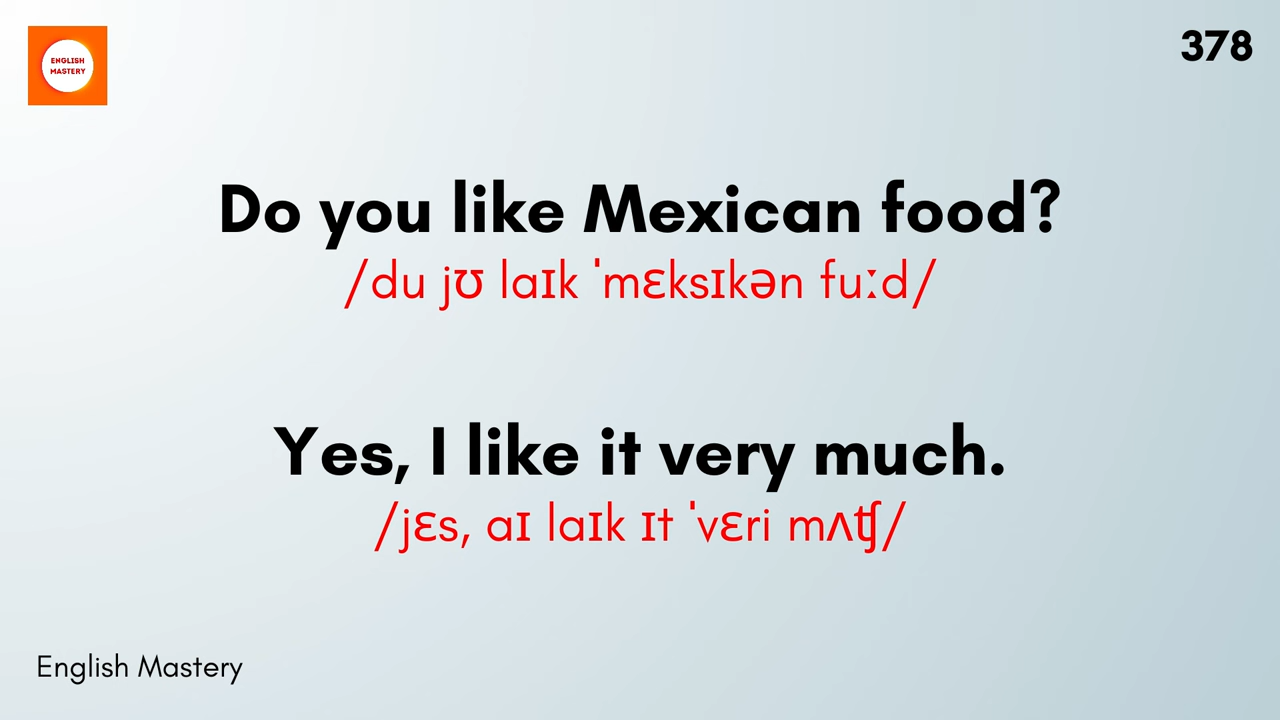 ENGLISH
MASTERY
378
Do you like Mexican food?
/du jʊ laɪk ˈmɛksɪkən fuːd/
Yes, I like it very much.
/jɛs, aɪ laɪk ɪt ˈvɛri mʌʧ/
English Mastery